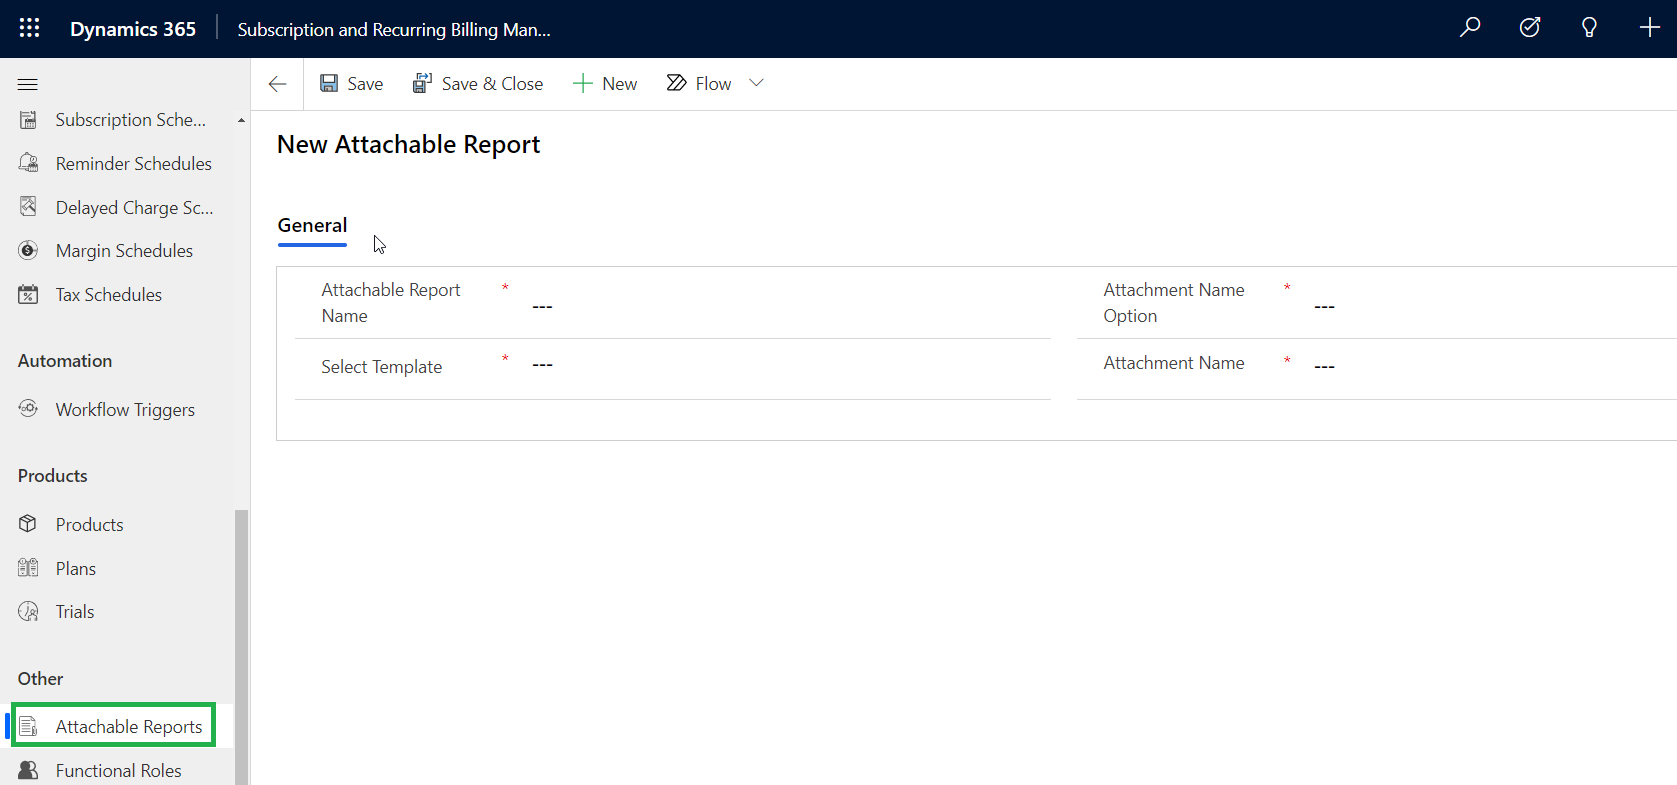 Dynamics 365
Subscription and Recurring Billing Man...
Save
Save & Close
New
Flow
Subscription Sche...
Reminder Schedules
Delayed Charge Sc...
Margin Schedules
Tax Schedules
Automation
Workflow Triggers
Products
Products
Plans
Trials
Other
Attachable Reports
Functional Roles
New Attachable Report
General
Attachable Report
Name
*
---
Select Template
*
---
Attachment Name
Option
*
---
Attachment Name
*
---